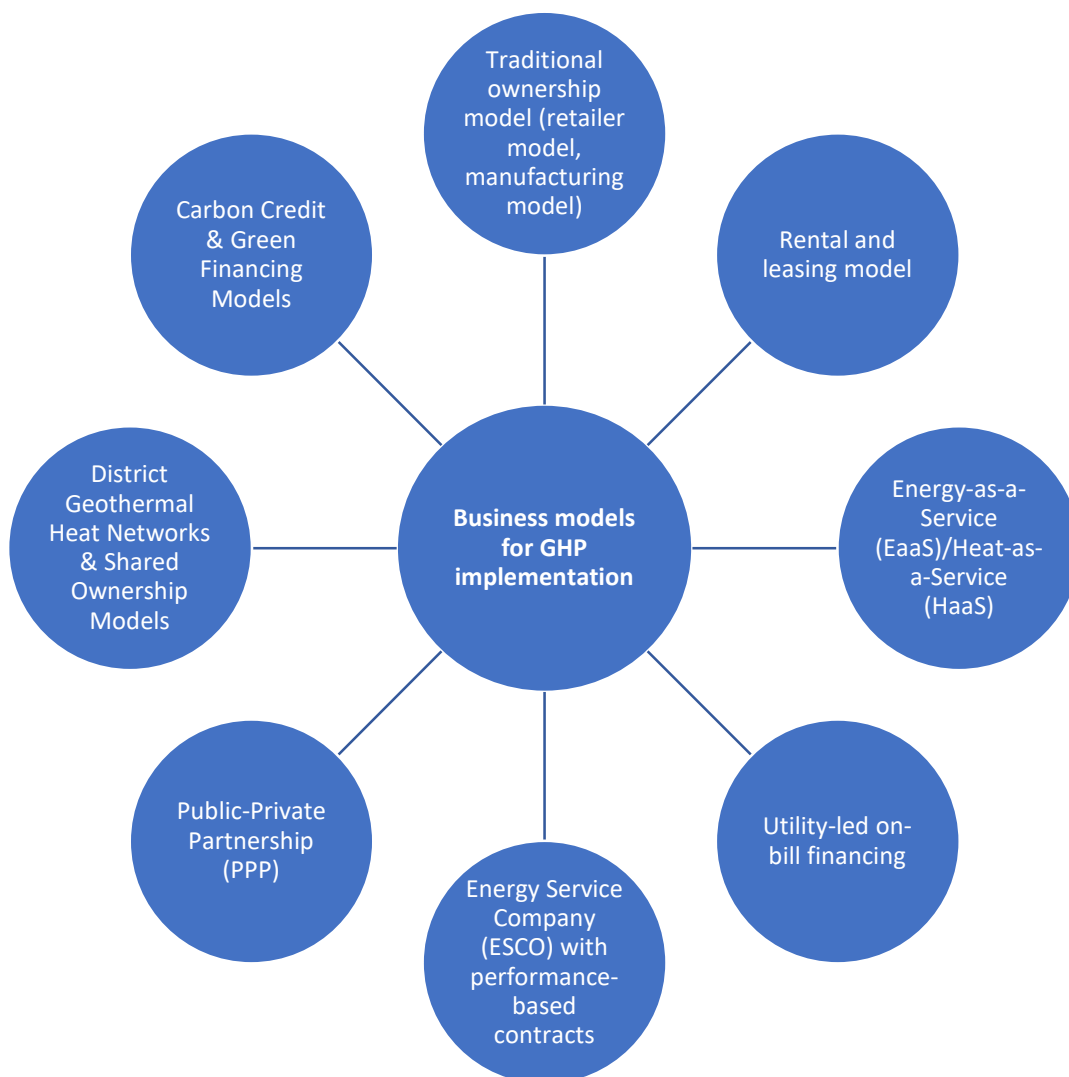 Traditional
ownership
model (retailer
model,
manufacturing
model)
Rental and
leasing model
Energy-as-a-
Service
(EaaS)/Heat-as-
a-Service
(HaaS)
Utility-led on-
bill financing
Energy Service
Company
(ESCO) with
performance-
based
contracts
Public-Private
Partnership
(PPP)
District
Geothermal
Heat Networks
& Shared
Ownership
Models
Carbon Credit
& Green
Financing
Models
Business models
for GHP
implementation